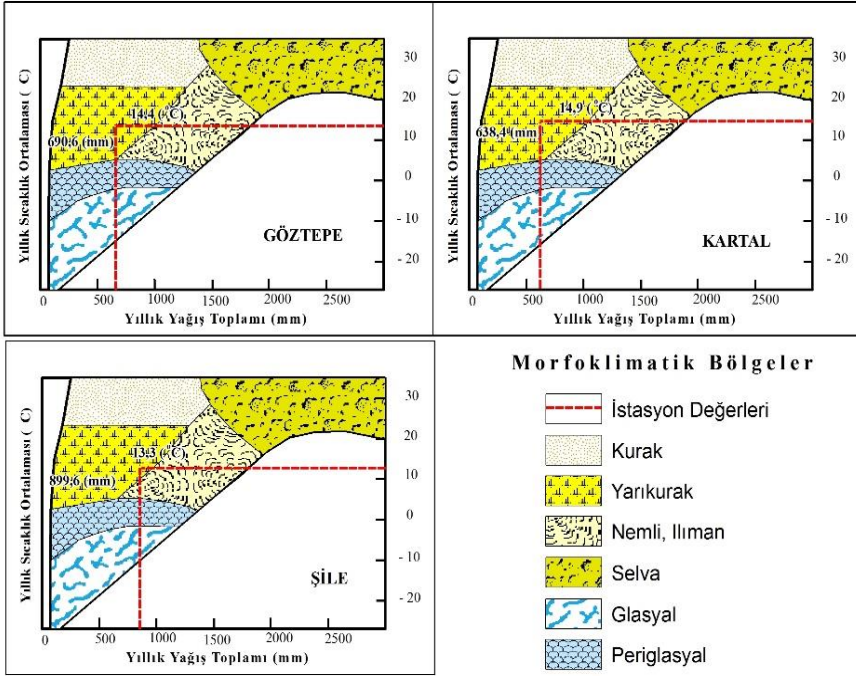 Yıllık Sıcaklık Ortalaması ( C)
30
20
10
0
- 10
- 20
14,4 (°C)
690,6 (mm)
GÖZTEPE
0 500 1000 1500 2000 2500
Yıllık Yağış Toplamı (mm)
Yıllık Sıcaklık Ortalaması ( C)
30
20
10
0
- 10
- 20
14,9 (°C)
638,4 (mm
KARTAL
0 500 1000 1500 2000 2500
Yıllık Yağış Toplamı (mm)
Yıllık Sıcaklık Ortalaması ( C)
30
20
10
0
- 10
- 20
13,3 (°C)
899,6 (mm)
ŞİLE
0 500 1000 1500 2000 2500
Yıllık Yağış Toplamı (mm)
Morfoklimatik Bölgeler
İstasyon Değerleri
Kurak
Yarıkurak
Nemli, Ilıman
Selva
Glasyal
Periglasyal